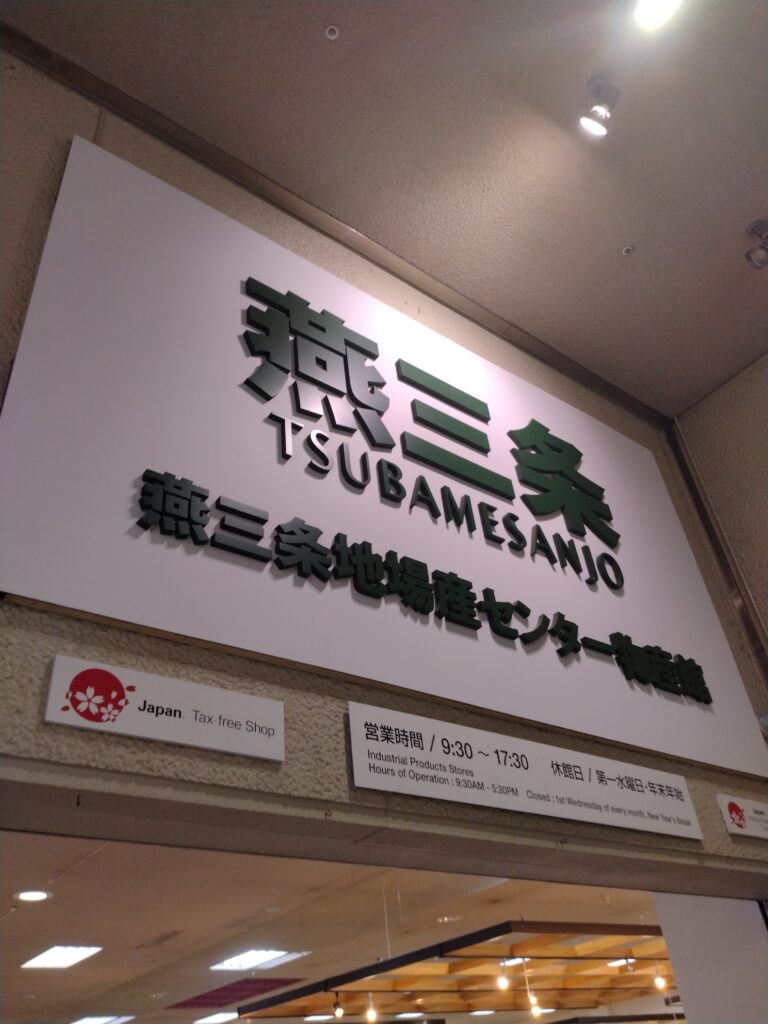 燕三条
TSUBAMESANJO
燕三条地場産センター物産館
Japan. Tax-free Shop
営業時間 / 9:30 ～ 17:30 休館日 / 第一水曜日・年末年始
Industrial Products Stores
Hours of Operation : 9:30AM - 5:30PM Closed : 1st Wednesday of every month, New Year's Break
Japan.